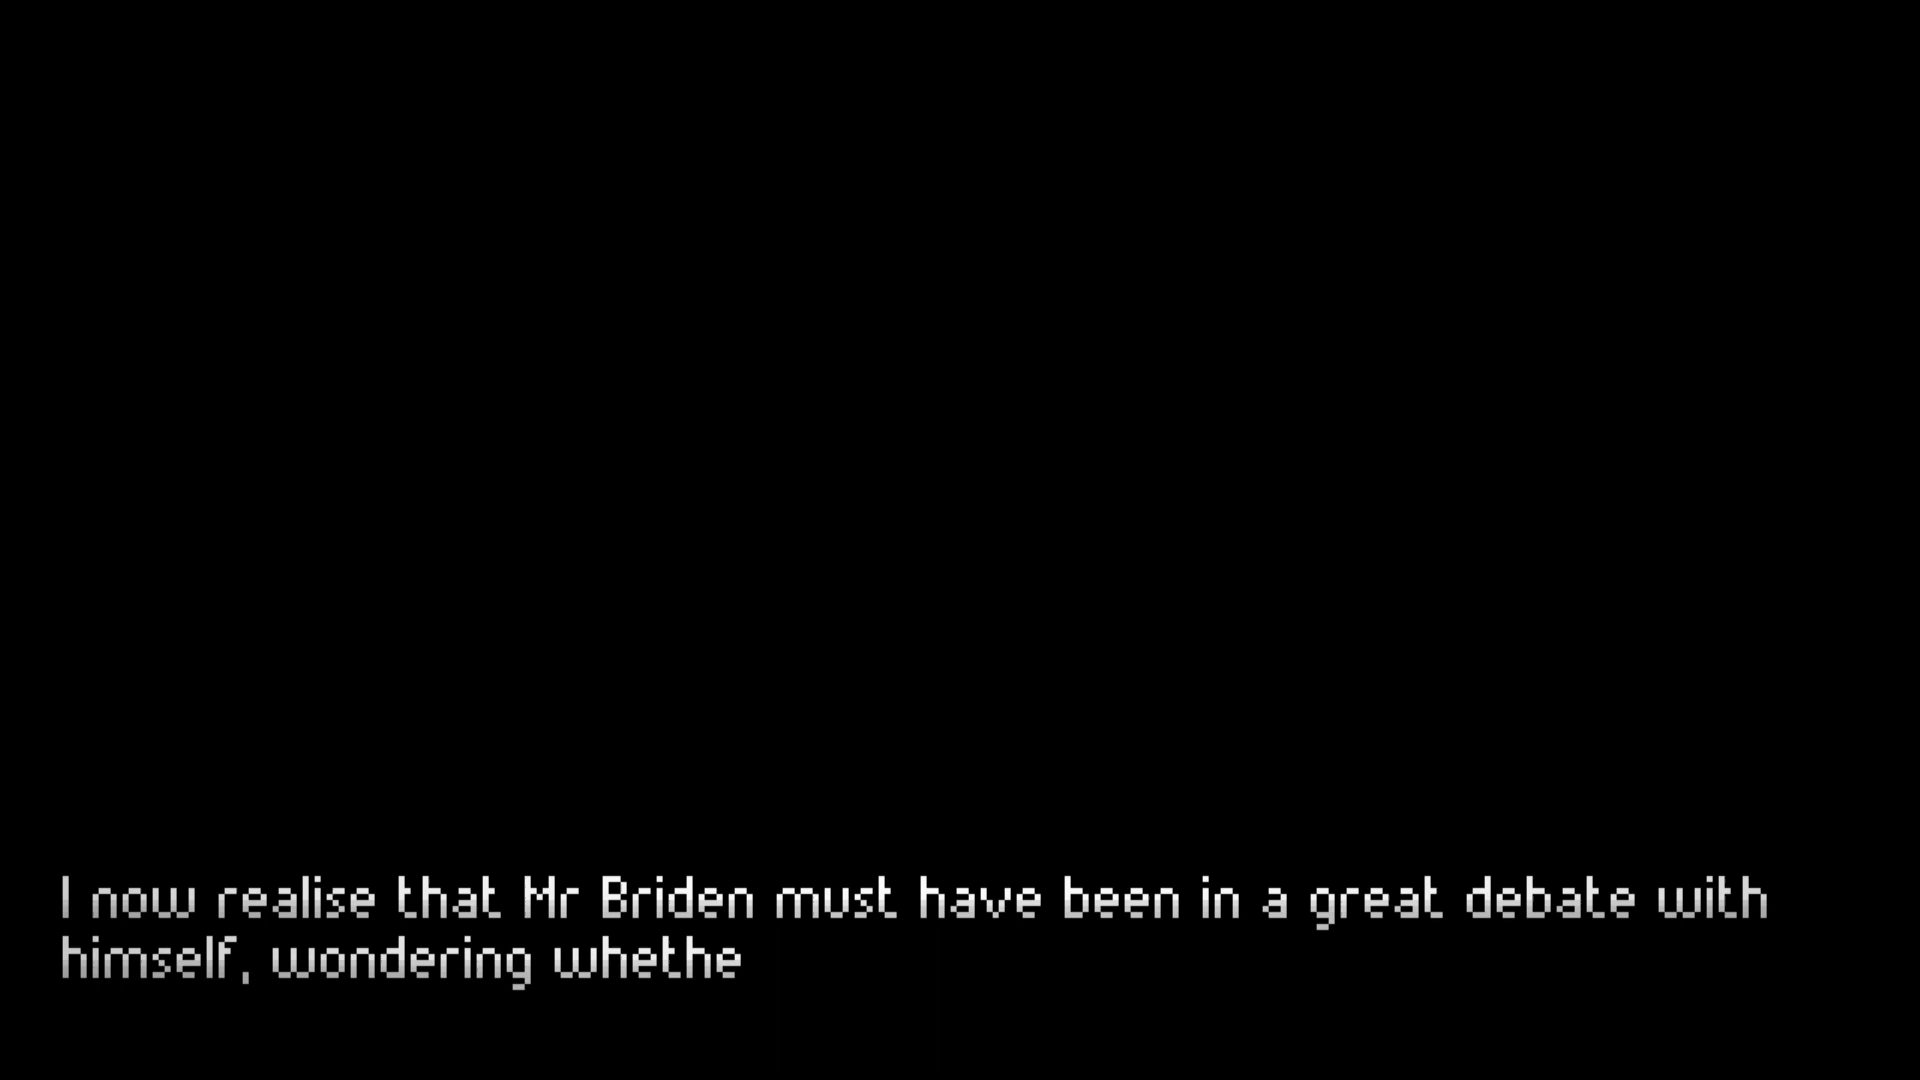 I now realise that Mr Briden must have been in a great debate with
himself, wondering whethe